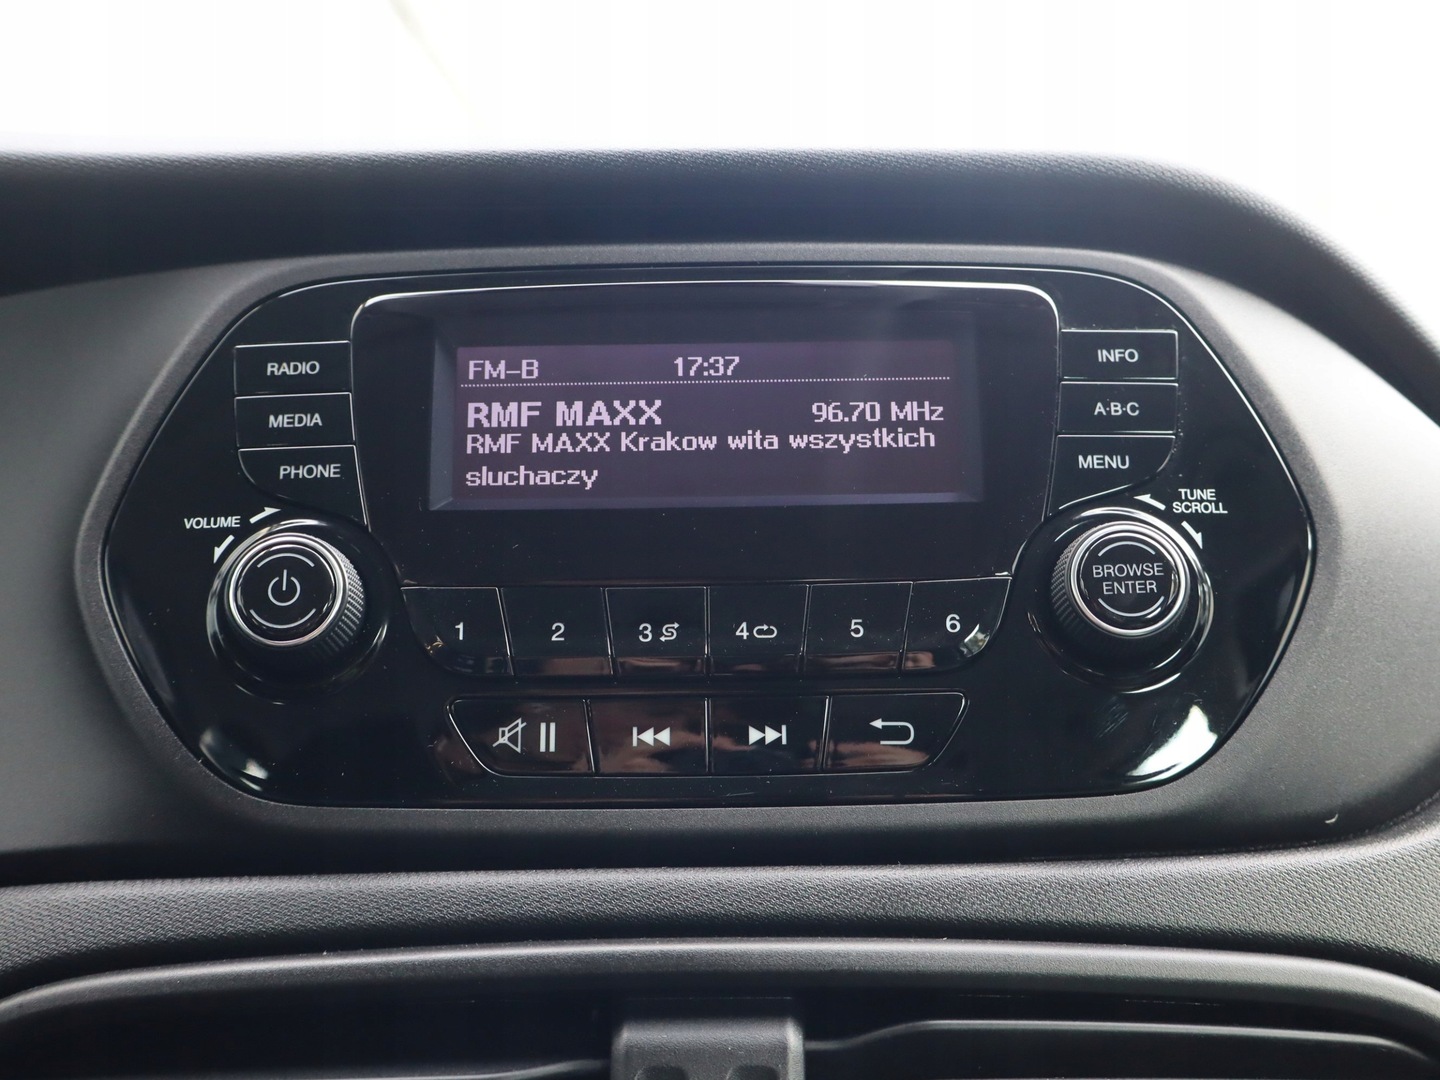 FM-B 17:37
RMF MAXX 96.70 MHz
RMF MAXX Krakow wita wszystkich
sluchaczy
RADIO
MEDIA
PHONE
INFO
A·B·C
MENU
VOLUME
TUNE
SCROLL
BROWSE
ENTER
1 2 3 4 5 6